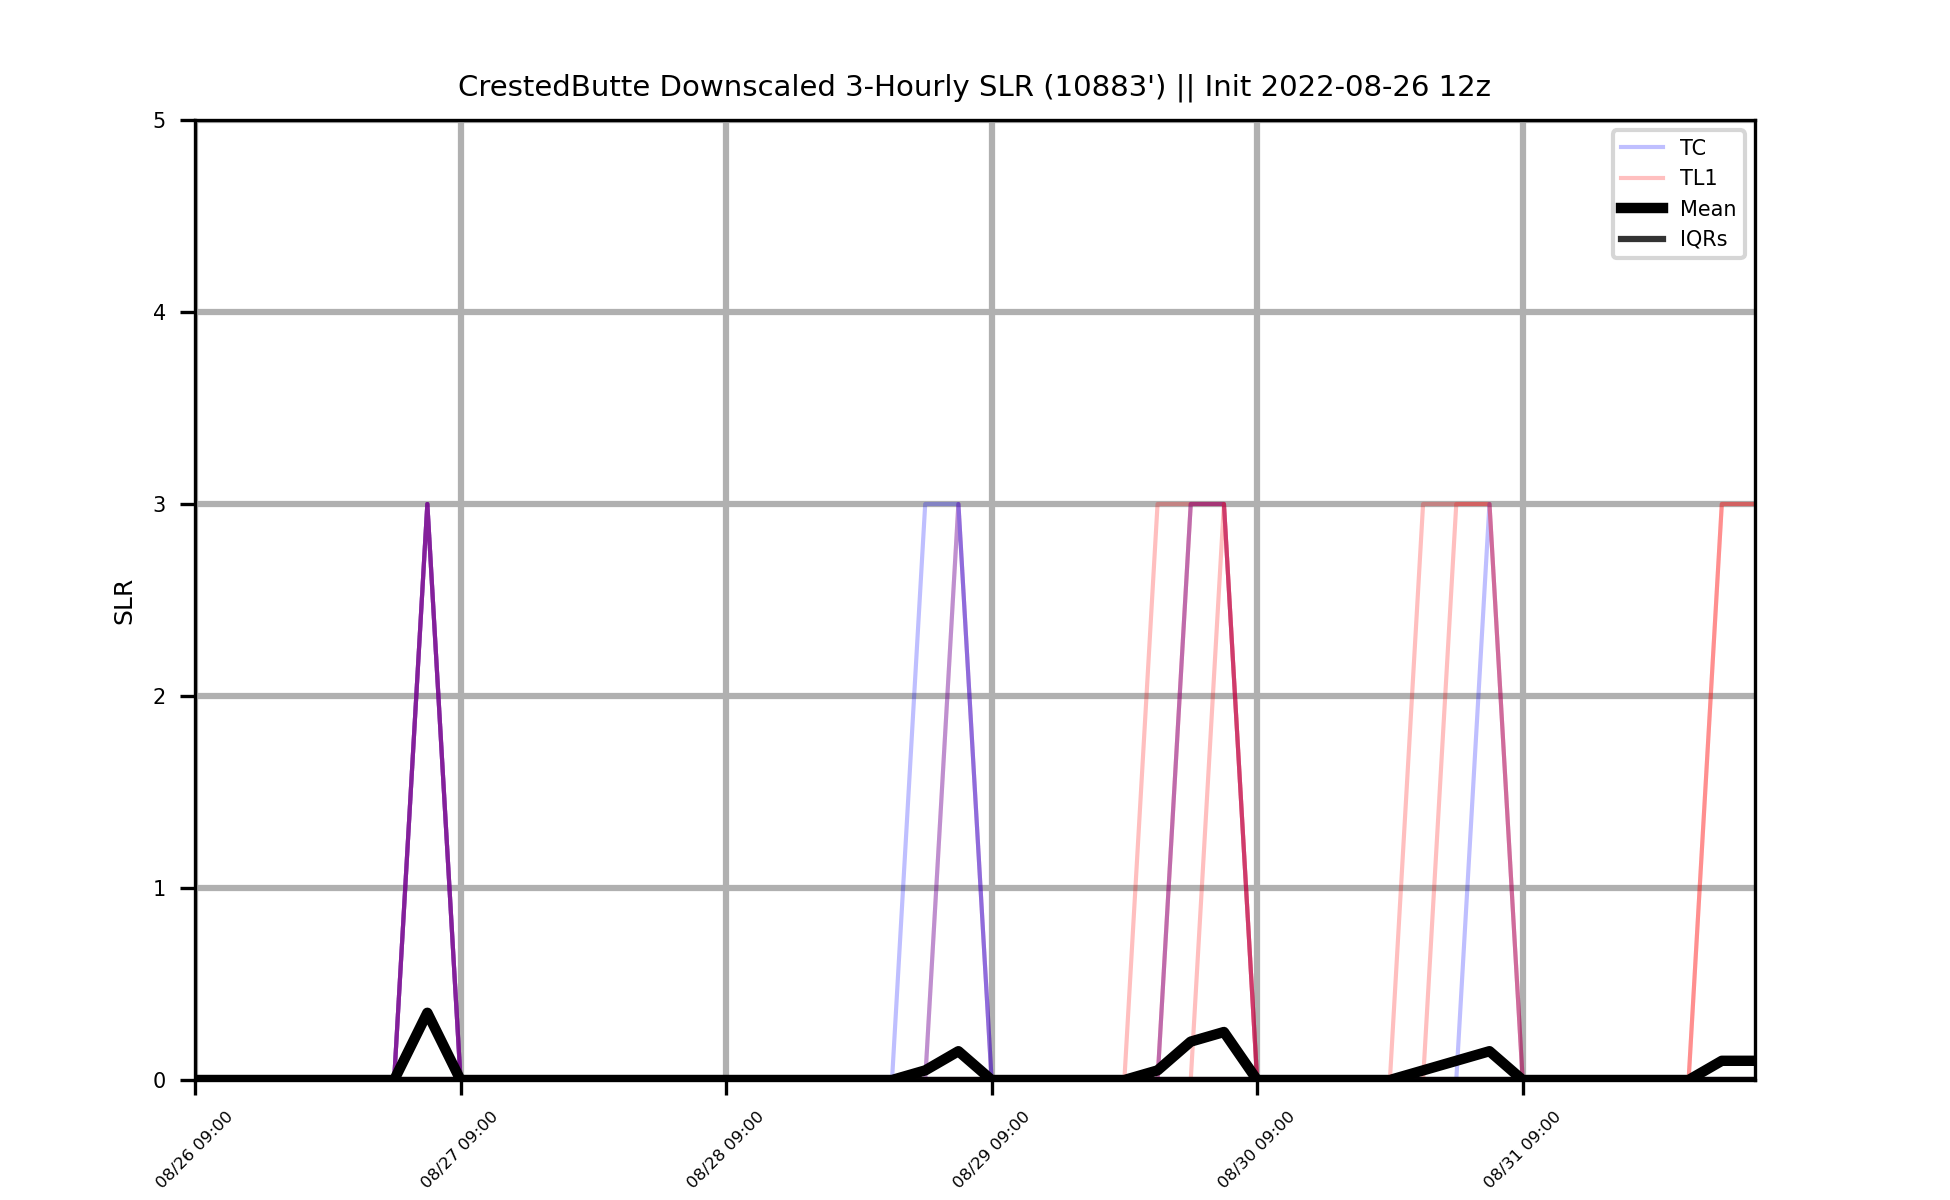 CrestedButte Downscaled 3-Hourly SLR (10883') || Init 2022-08-26 12z
5
4
3
2
1
0
SLR
TC
TL1
Mean
IQRs
08/26 09:00
08/27 09:00
08/28 09:00
08/29 09:00
08/30 09:00
08/31 09:00